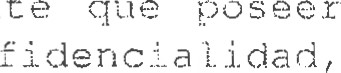 te que poseer
fidencialidad,